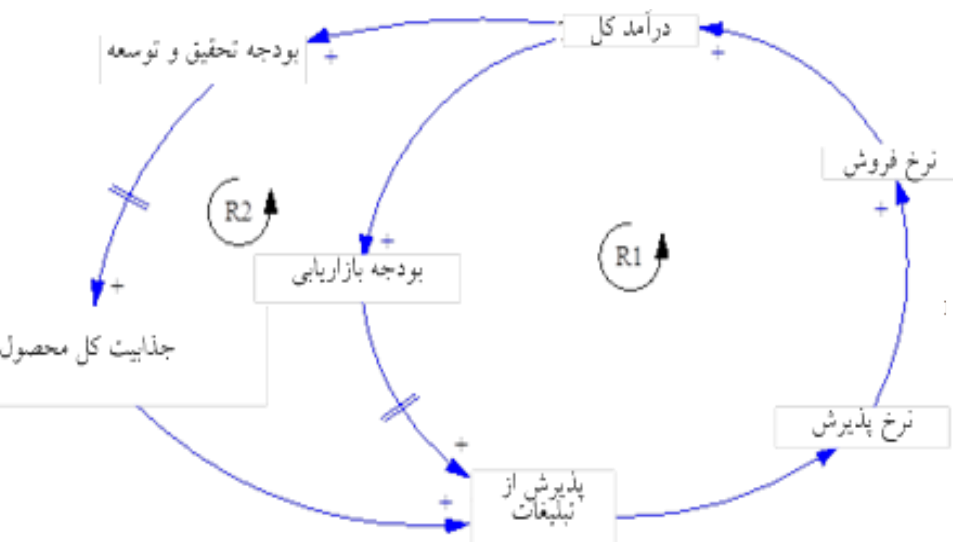 درآمد کل
بودجه تحقیق و توسعه
+
+
نرخ فروش
+
R2
R1
+
بودجه بازاریابی
+
جذابیت کل محصول
نرخ پذیرش
+
+
پذیرش از
تبلیغات